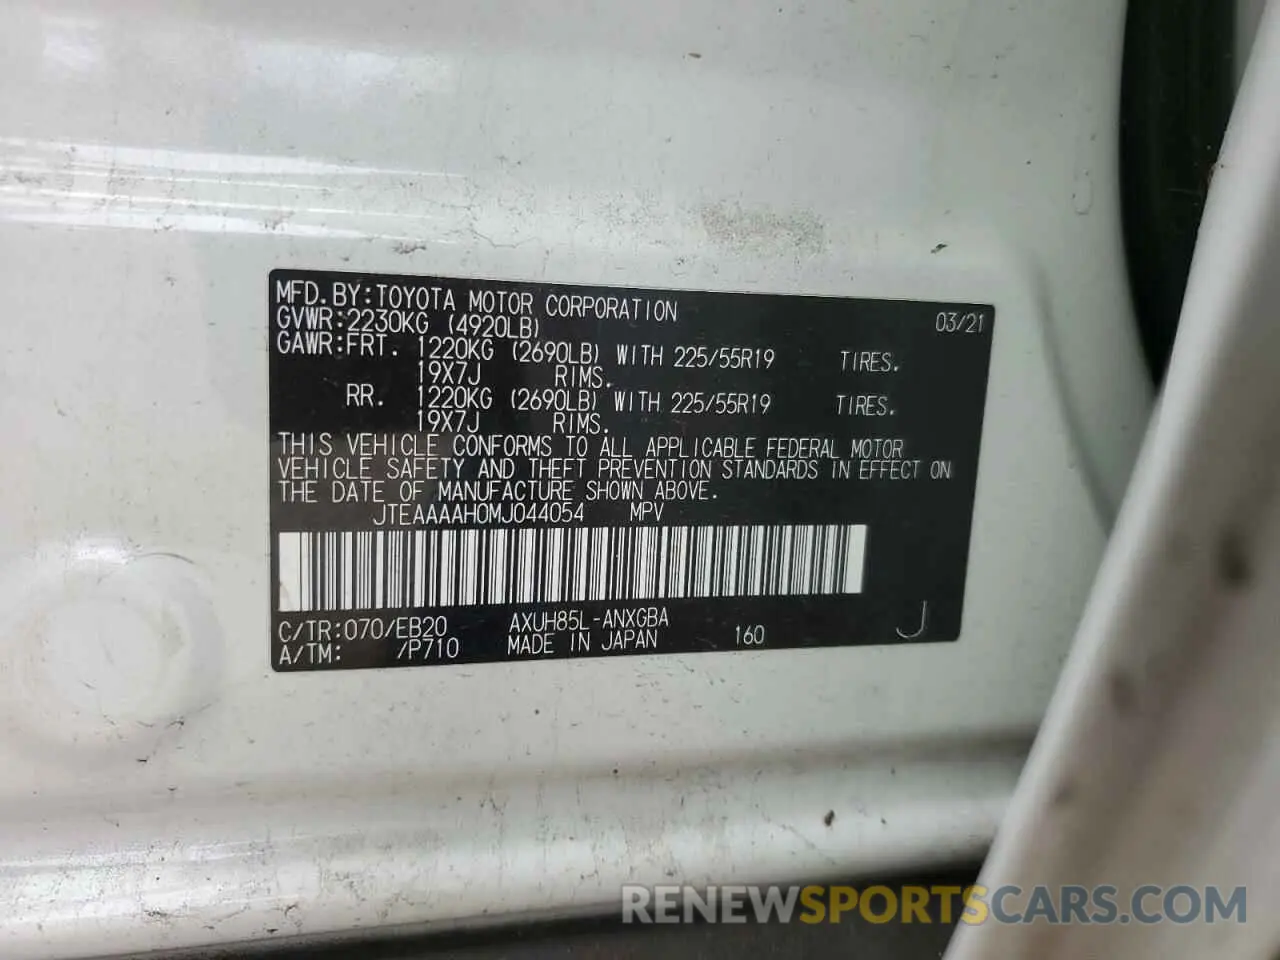 MFD.BY:TOYOTA MOTOR CORPORATION 03/21
GVWR:2230KG (4920LB)
GAWR:FRT. 1220KG (2690LB) WITH 225/55R19 TIRES.
19X7J RIMS.
RR. 1220KG (2690LB) WITH 225/55R19 TIRES.
19X7J RIMS.
THIS VEHICLE CONFORMS TO ALL APPLICABLE FEDERAL MOTOR
VEHICLE SAFETY AND THEFT PREVENTION STANDARDS IN EFFECT ON
THE DATE OF MANUFACTURE SHOWN ABOVE.
JTEAAAAH0MJ044054 MPV
C/TR:070/EB20 AXUH85L-ANXGBA
A/TM: /P710 MADE IN JAPAN 160 J
RENEWSPORTSCARS.COM